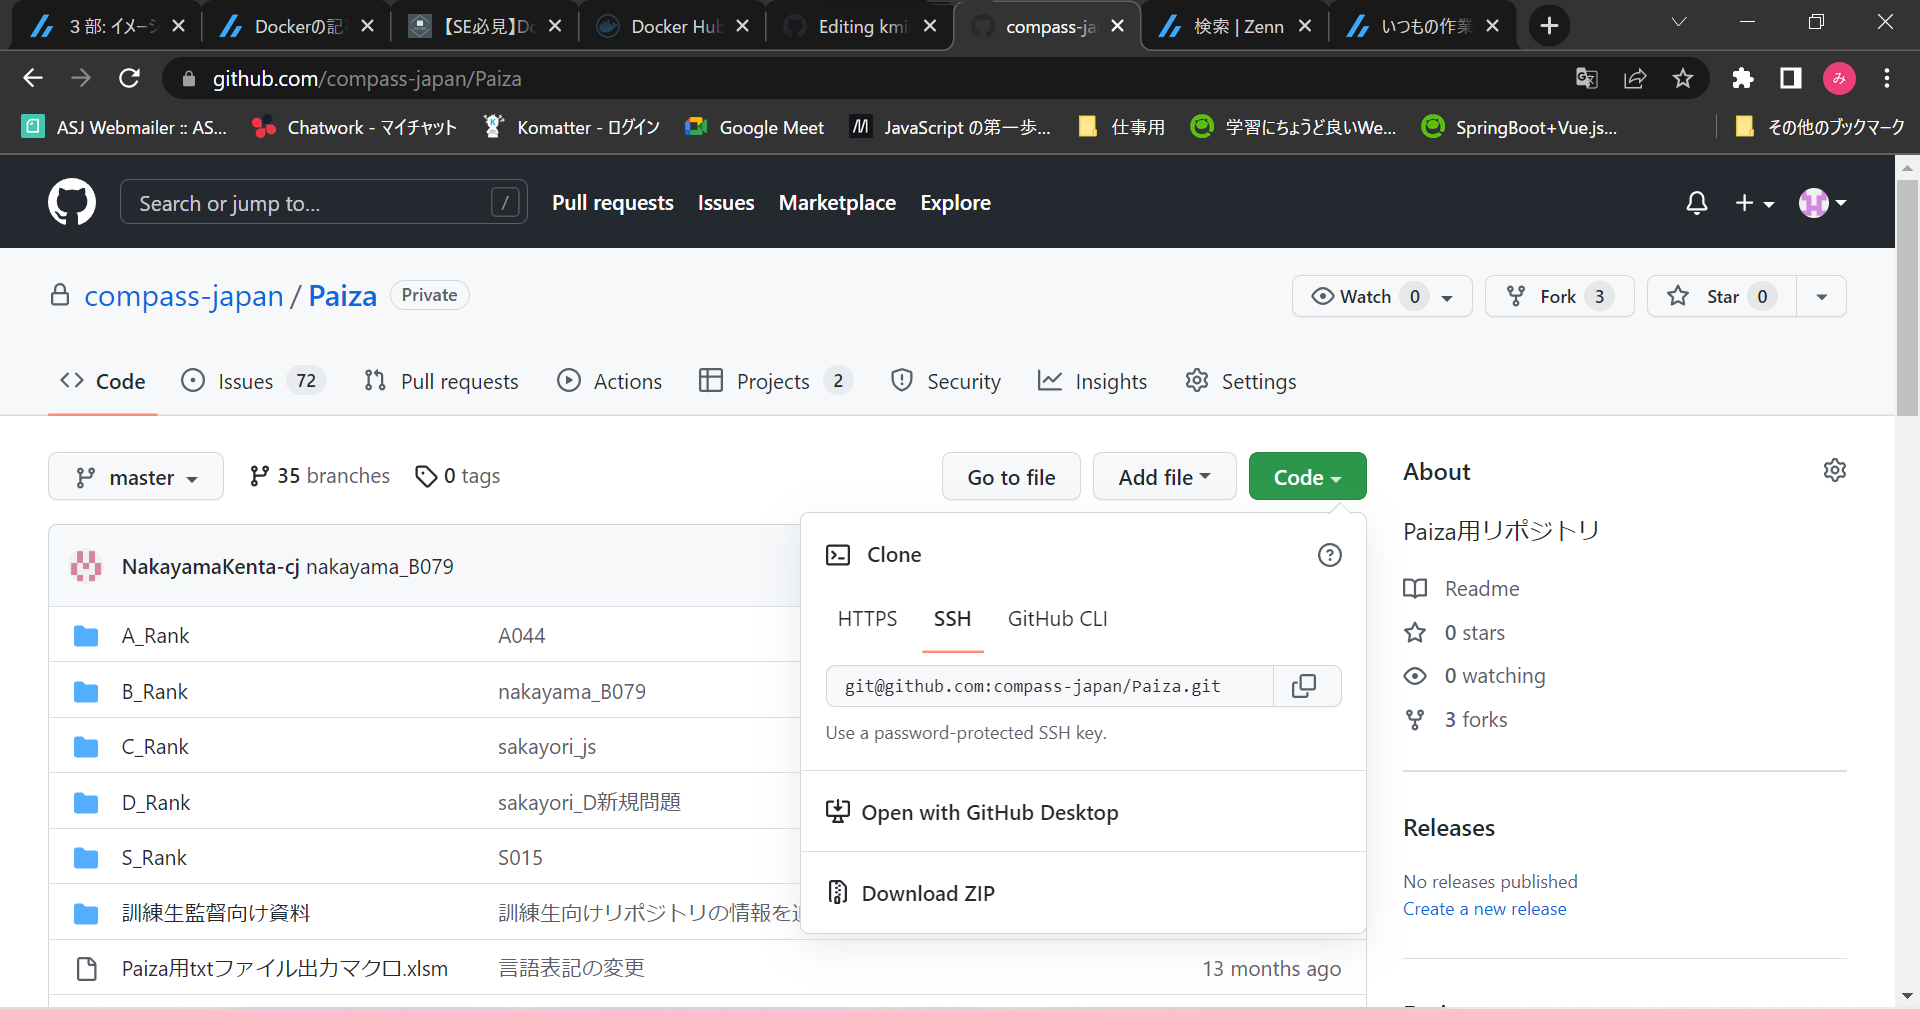 3 部: イメージ
Dockerの記
【SE必見】Do
Docker Hub
Editing kmi
compass-ja
検索 | Zenn
いつもの作業
github.com/compass-japan/Paiza
み
ASJ Webmailer :: AS...
Chatwork - マイチャット
Komatter - ログイン
Google Meet
JavaScript の第一歩...
仕事用
学習にちょうど良いWe...
SpringBoot+Vue.js...
その他のブックマーク
Search or jump to...
/
Pull requests
Issues
Marketplace
Explore
compass-japan / Paiza
Private
Watch 0
Fork 3
Star 0
Code
Issues 72
Pull requests
Actions
Projects 2
Security
Insights
Settings
master
35 branches
0 tags
Go to file
Add file
Code
NakayamaKenta-cj nakayama_B079
A_Rank A044
B_Rank nakayama_B079
C_Rank sakayori_js
D_Rank sakayori_D新規問題
S_Rank S015
訓練生監督向け資料 訓練生向けリポジトリの情報を
Paiza用txtファイル出力マクロ.xlsm 言語表記の変更 13 months ago
Clone
HTTPS
SSH
GitHub CLI
git@github.com:compass-japan/Paiza.git
Use a password-protected SSH key.
Open with GitHub Desktop
Download ZIP
About
Paiza用リポジトリ
Readme
0 stars
0 watching
3 forks
Releases
No releases published
Create a new release